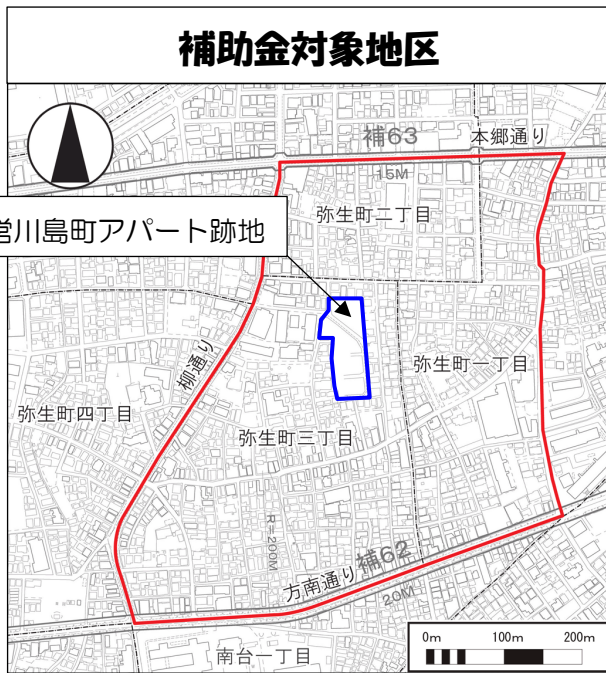 補助金対象地区
補63
本郷通り
15M
弥生町二丁目
営川島町アパート跡地
弥生町一丁目
柳通り
弥生町四丁目
弥生町三丁目
R=200M
方南通り
補62
20M
南台一丁目
0m 100m 200m